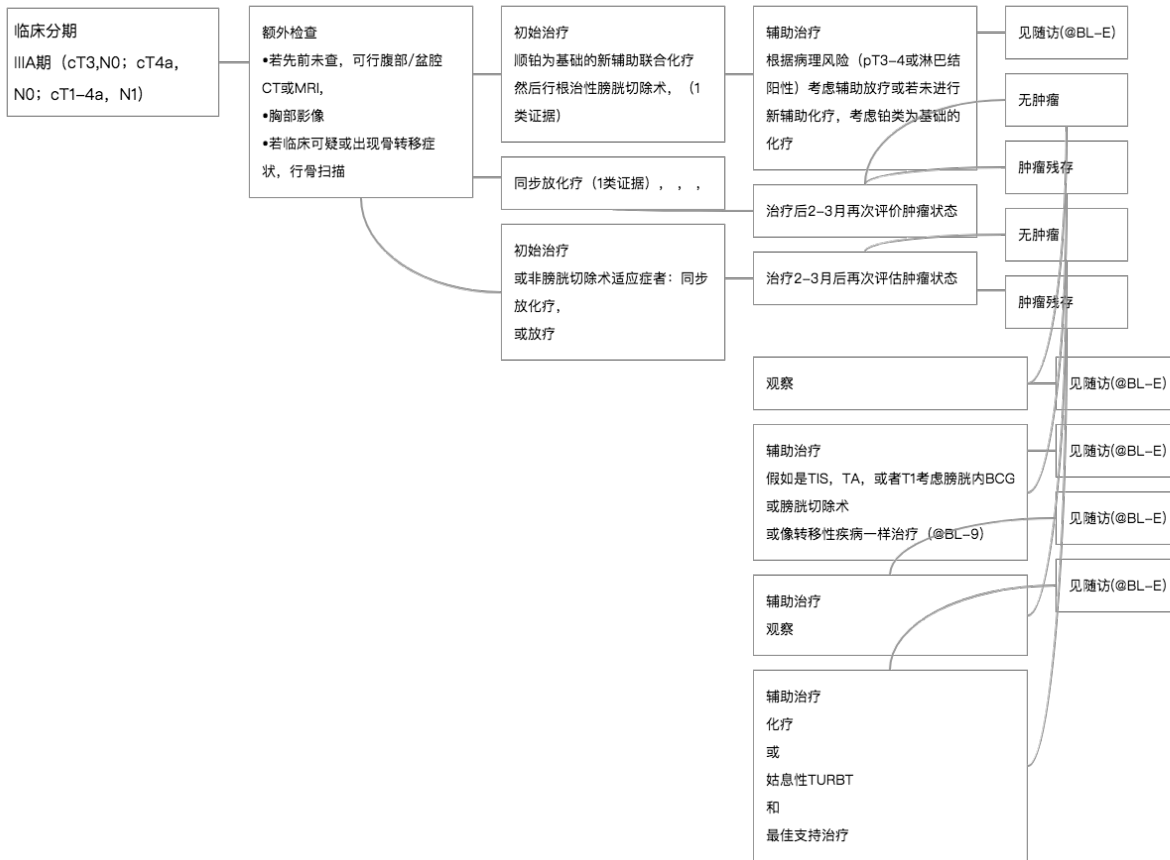 临床分期
IIIA期（cT3,N0；cT4a，
N0；cT1-4a，N1）
额外检查
•若先前未查，可行腹部/盆腔
CT或MRI,
•胸部影像
•若临床可疑或出现骨转移症
状，行骨扫描
初始治疗
顺铂为基础的新辅助联合化疗
然后行根治性膀胱切除术，（1
类证据）
同步放化疗（1类证据），，，
初始治疗
或非膀胱切除术适应症者：同步
放化疗，
或放疗
辅助治疗
根据病理风险（pT3-4或淋巴结
阳性）考虑辅助放疗或若未进行
新辅助化疗，考虑铂类为基础的
化疗
治疗后2-3月再次评价肿瘤状态
治疗2-3月后再次评估肿瘤状态
见随访(@BL-E)
无肿瘤
肿瘤残存
无肿瘤
肿瘤残存
观察
见随访(@BL-E)
辅助治疗
假如是TIS，TA，或者T1考虑膀胱内BCG
或膀胱切除术
或像转移性疾病一样治疗（@BL-9）
见随访(@BL-E)
见随访(@BL-E)
辅助治疗
观察
见随访(@BL-E)
辅助治疗
化疗
或
姑息性TURBT
和
最佳支持治疗